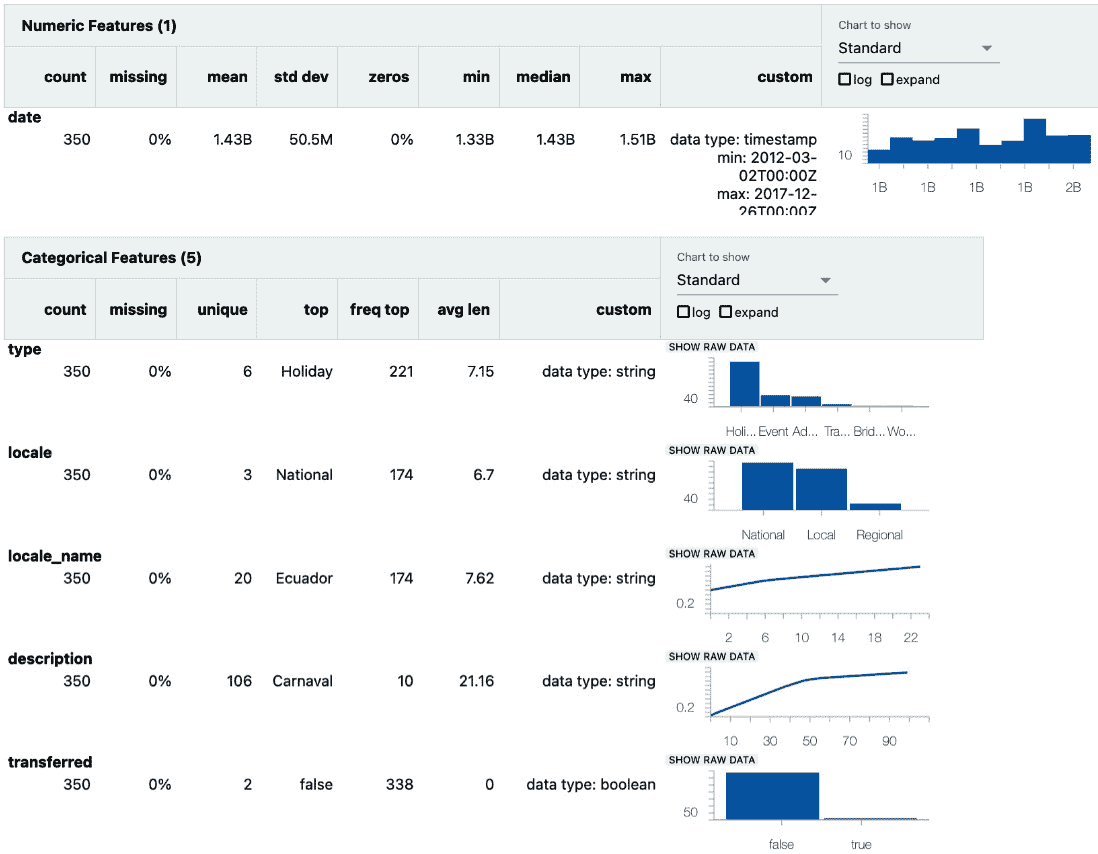 Numeric Features (1)
Chart to show
Standard
log expand
count missing mean std dev zeros min median max custom
date
350 0% 1.43B 50.5M 0% 1.33B 1.43B 1.51B data type: timestamp
min: 2012-03-
02T00:00Z
max: 2017-12-
26T00:00Z
10
1B 1B 1B 1B 2B
Categorical Features (5)
Chart to show
Standard
log expand
count missing unique top freq top avg len custom
type
SHOW RAW DATA
350 0% 6 Holiday 221 7.15 data type: string
40
Holi... Event Ad... Tra... Brid... Wo...
locale
SHOW RAW DATA
350 0% 3 National 174 6.7 data type: string
40
National Local Regional
locale_name
SHOW RAW DATA
350 0% 20 Ecuador 174 7.62 data type: string
0.2
2 6 10 14 18 22
description
SHOW RAW DATA
350 0% 106 Carnaval 10 21.16 data type: string
0.2
10 30 50 70 90
transferred
SHOW RAW DATA
350 0% 2 false 338 0 data type: boolean
50
false true